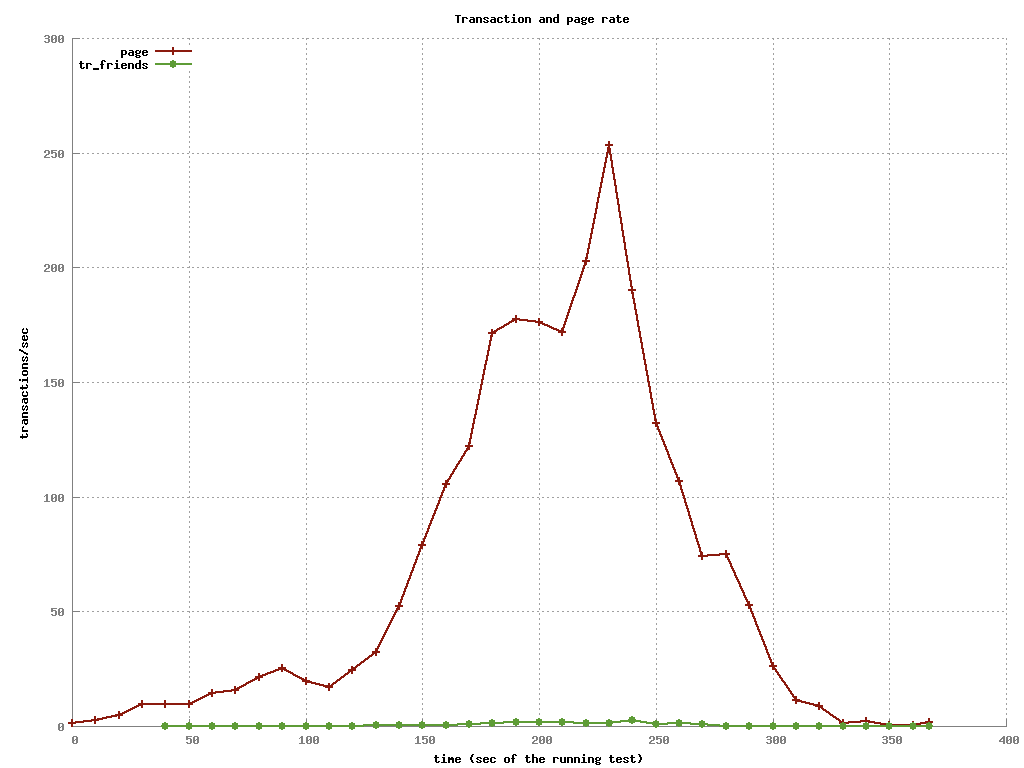 Transaction and page rate
300
page
tr_friends
250
200
transactions/sec
150
100
50
0
0 50 100 150 200 250 300 350 400
time (sec of the running test)